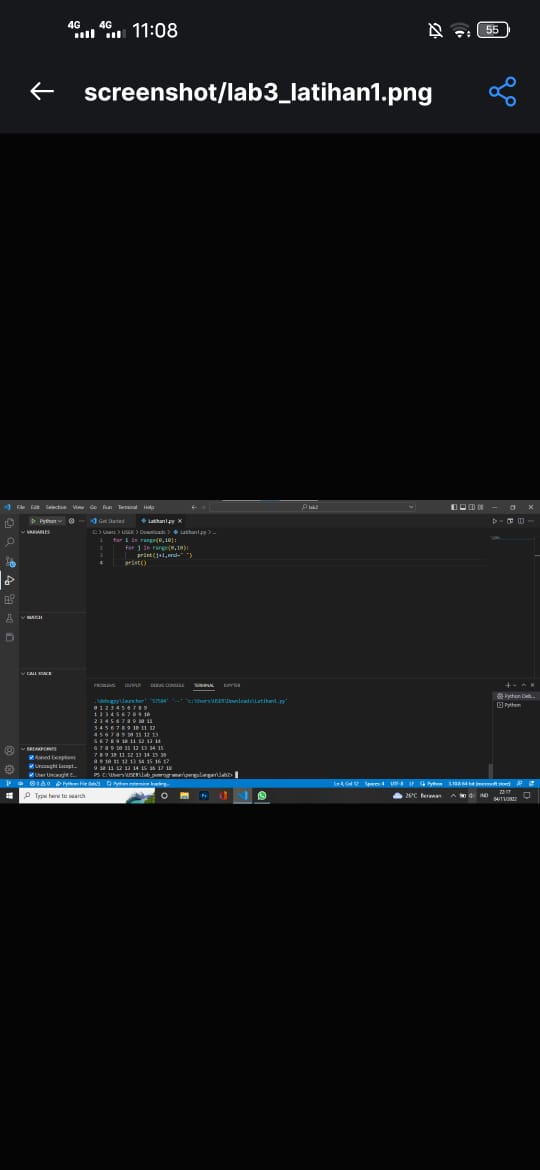 4G 4G 11:08 55
screenshot/lab3_latihan1.png
File Edit Selection View Go Run Terminal Help lab2
Python Get Started Latihan1.py
VARIABLES
C: > Users > USER > Downloads > Latihan1.py > ...
1 for i in range(0,10):
2 for j in range(0,10):
3 print(j+i,end=" ")
4 print()
WATCH
CALL STACK
PROBLEMS OUTPUT DEBUG CONSOLE TERMINAL JUPYTER
Python Deb...
Python
\debugpy\launcher' '57504' '--' 'c:\Users\USER\Downloads\Latihan1.py'
0 1 2 3 4 5 6 7 8 9
1 2 3 4 5 6 7 8 9 10
2 3 4 5 6 7 8 9 10 11
3 4 5 6 7 8 9 10 11 12
4 5 6 7 8 9 10 11 12 13
5 6 7 8 9 10 11 12 13 14
6 7 8 9 10 11 12 13 14 15
7 8 9 10 11 12 13 14 15 16
8 9 10 11 12 13 14 15 16 17
9 10 11 12 13 14 15 16 17 18
PS C:\Users\USER\lab_pemrograman\pengulangan\lab2>
BREAKPOINTS
Raised Exceptions
Uncaught Except...
User Uncaught E...
0 0 Python File (lab2) Python extension loading... Ln 4, Col 12 Spaces: 4 UTF-8 LF Python 3.10.8 64-bit (microsoft store)
Type here to search 26°C Berawan IND 22:17
04/11/2022